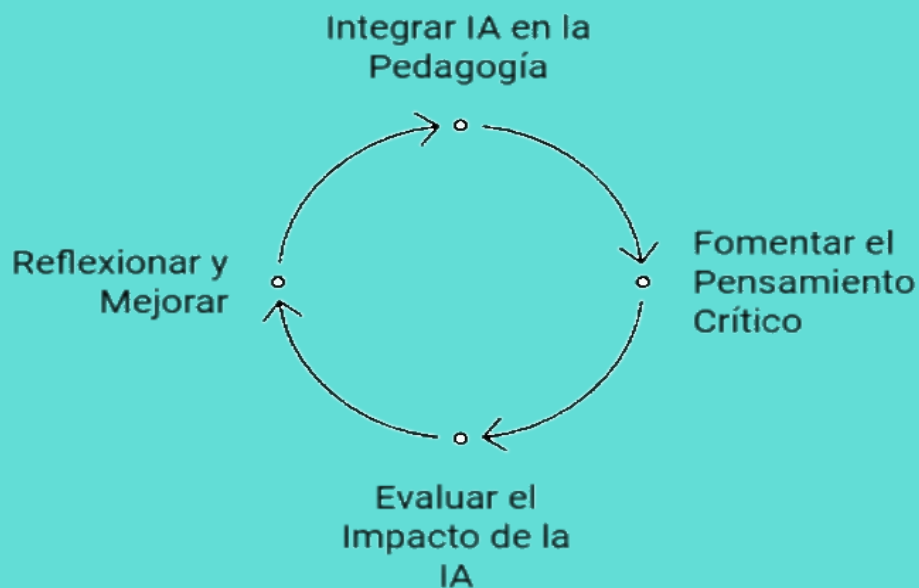 Integrar IA en la
Pedagogía
Fomentar el
Pensamiento
Crítico
Evaluar el
Impacto de la
IA
Reflexionar y
Mejorar